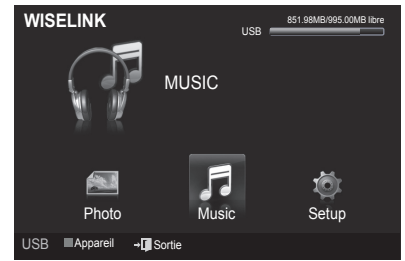 WISELINK
851.98MB/995.00MB libre
USB
MUSIC
Photo Music Setup
USB Appareil Sortie